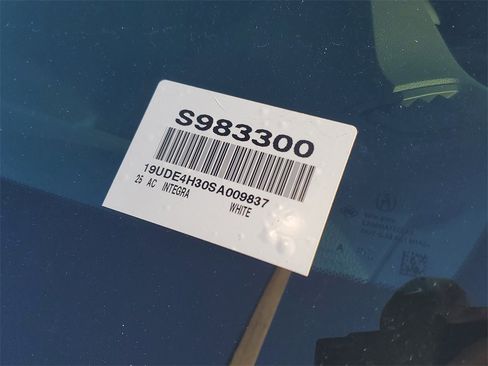 S983300
19UDE4H30SA009837
25 AC INTEGRA
WHITE